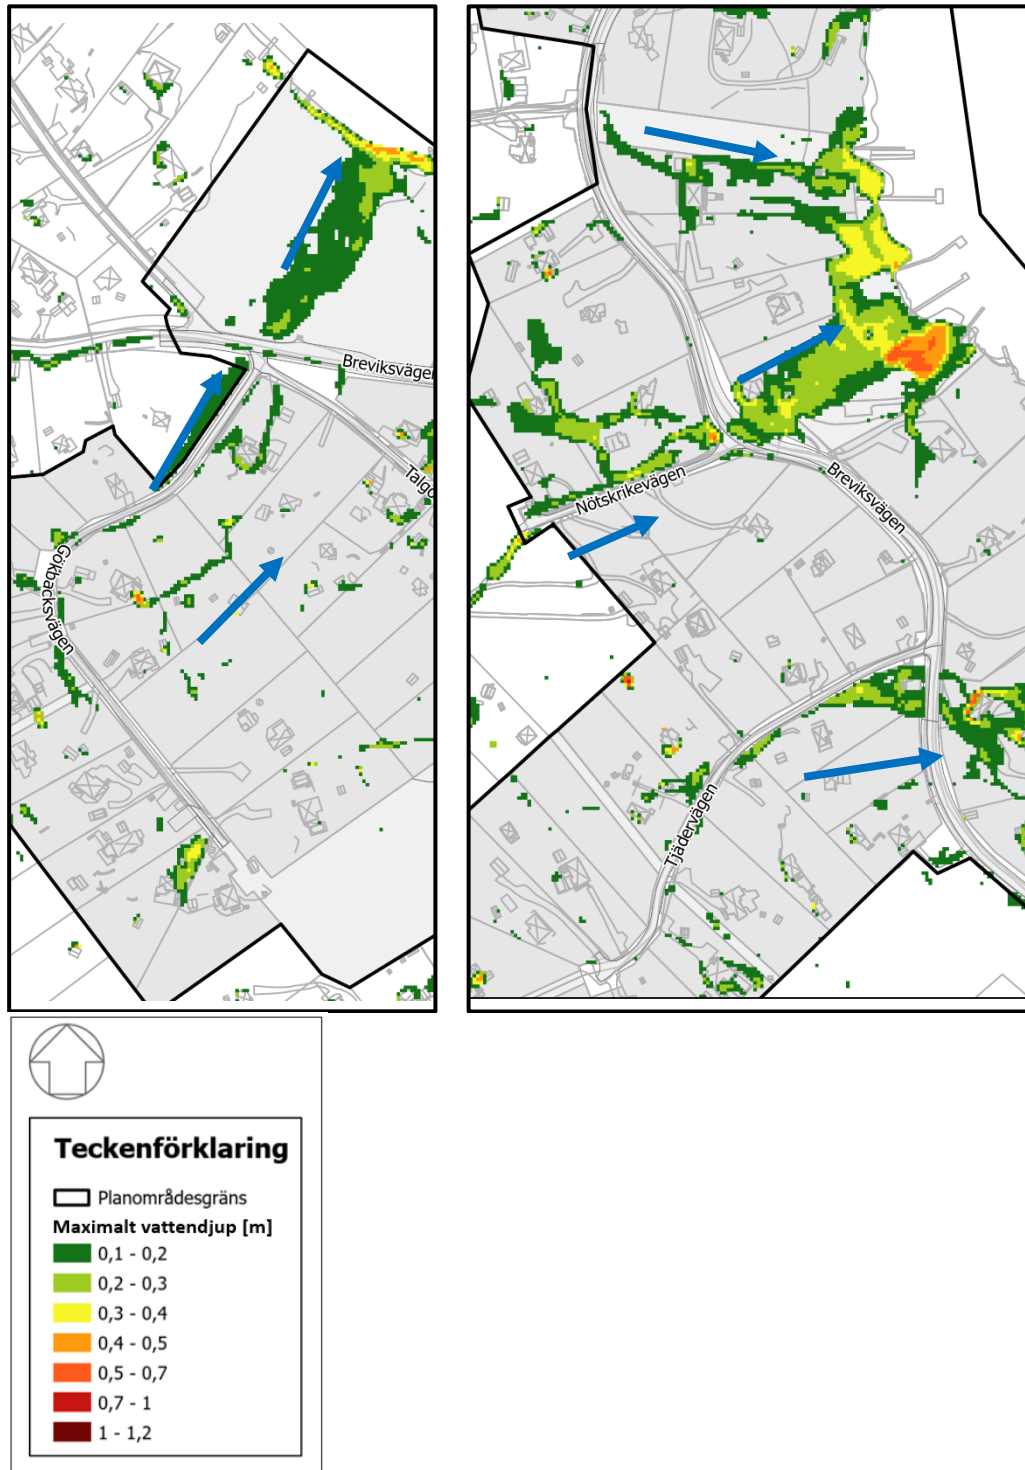 Breviksvägen
Talgo
Gökbacksvägen
Nötskrikevägen
Breviksvägen
Tjädervägen
Teckenförklaring
Planområdesgräns
Maximalt vattendjup [m]
0,1 - 0,2
0,2 - 0,3
0,3 - 0,4
0,4 - 0,5
0,5 - 0,7
0,7 - 1
1 - 1,2